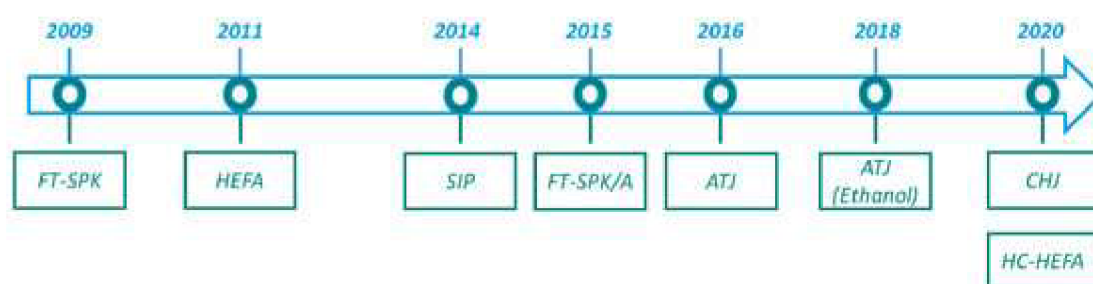 2009 2011 2014 2015 2016 2018 2020
FT-SPK HEFA SIP FT-SPK/A ATJ ATJ CHJ
(Ethanol)
HC-HEFA